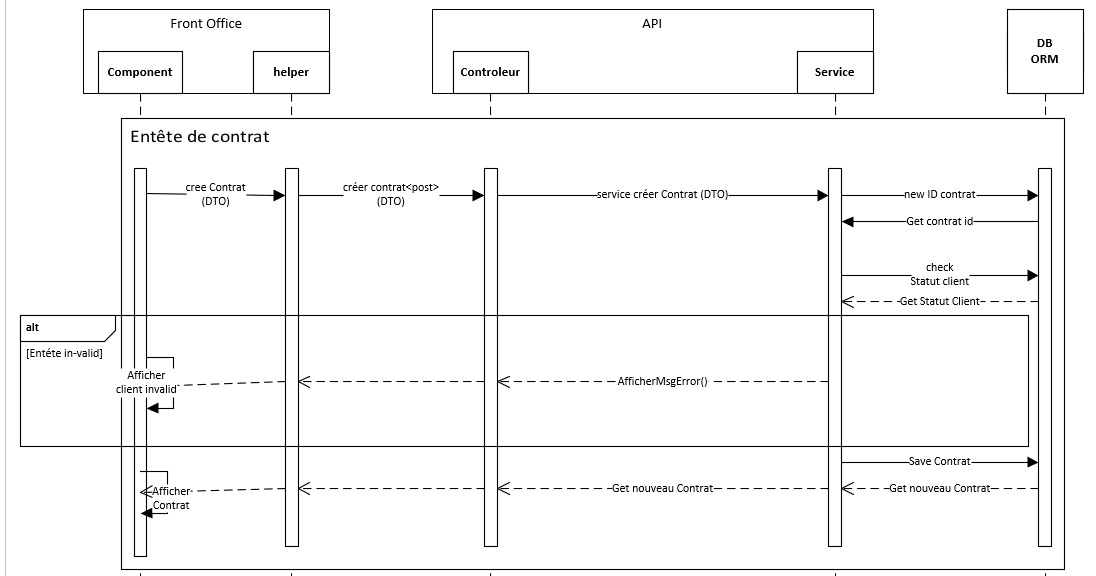 Front Office
API
DB
ORM
Component
helper
Controleur
Service
Entête de contrat
cree Contrat
(DTO)
créer contrat<post>
(DTO)
service créer Contrat (DTO)
new ID contrat
Get contrat id
check
Statut client
Get Statut Client
alt
[Entéte in-valid]
Afficher
client invalid
AfficherMsgError()
Save Contrat
Afficher
Contrat
Get nouveau Contrat
Get nouveau Contrat